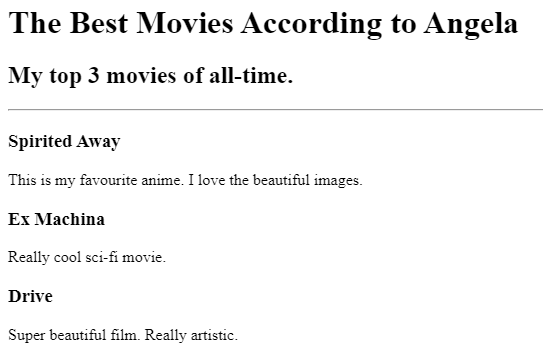 The Best Movies According to Angela
My top 3 movies of all-time.
Spirited Away
This is my favourite anime. I love the beautiful images.
Ex Machina
Really cool sci-fi movie.
Drive
Super beautiful film. Really artistic.